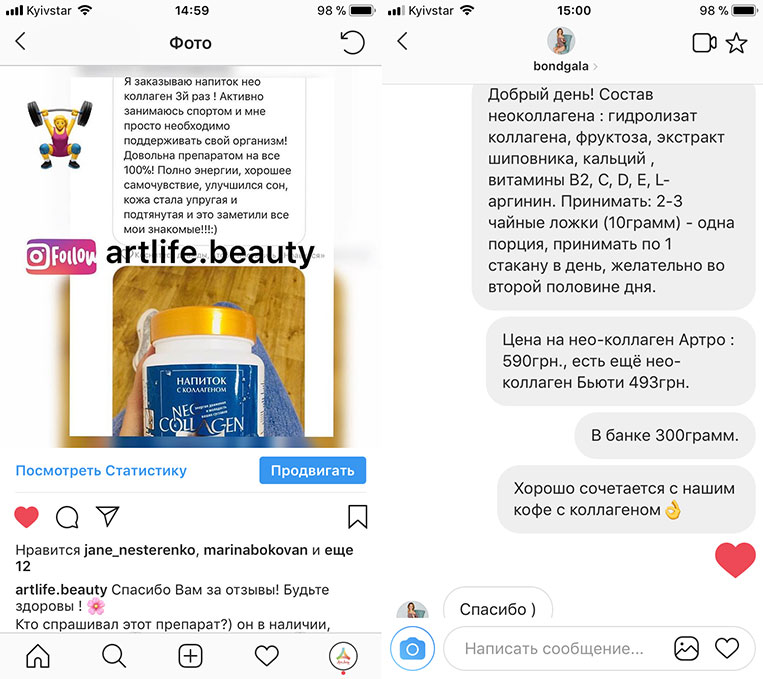 Kyivstar 14:59 98 %
Фото
Я заказываю напиток нео
коллаген 3й раз ! Активно
занимаюсь спортом и мне
просто необходимо
поддерживать свой организм!
Довольна препаратом на все
100%! Полно энергии, хорошее
самочувствие, улучшился сон,
кожа стала упругая и
подтянутая и это заметили все
мои знакомые!!!:)
Follow artlife.beauty
НАПИТОК
С КОЛЛАГЕНОМ
NEO
COLLAGEN
Посмотреть Статистику
Продвигать
Нравится jane_nesterenko, marinabokovan и еще
12
artlife.beauty Спасибо Вам за отзывы! Будьте
здоровы ! 🌸
Кто спрашивал этот препарат?) он в наличии,
Kyivstar 15:00 98 %
bondgala
Добрый день! Состав
неоколлагена : гидролизат
коллагена, фруктоза, экстракт
шиповника, кальций ,
витамины В2, С, D, E, L-
аргинин. Принимать: 2-3
чайные ложки (10грамм) - одна
порция, принимать по 1
стакану в день, желательно во
второй половине дня.
Цена на нео-коллаген Артро :
590грн., есть ещё нео-
коллаген Бьюти 493грн.
В банке 300грамм.
Хорошо сочетается с нашим
кофе с коллагеном👌
Спасибо )
Написать сообщение...